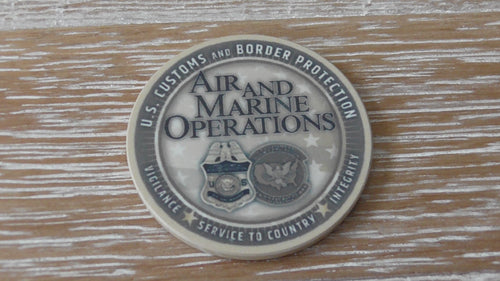 U.S. CUSTOMS AND BORDER PROTECTION
AIR AND
MARINE
OPERATIONS
VIGILANCE ★ SERVICE TO COUNTRY ★ INTEGRITY